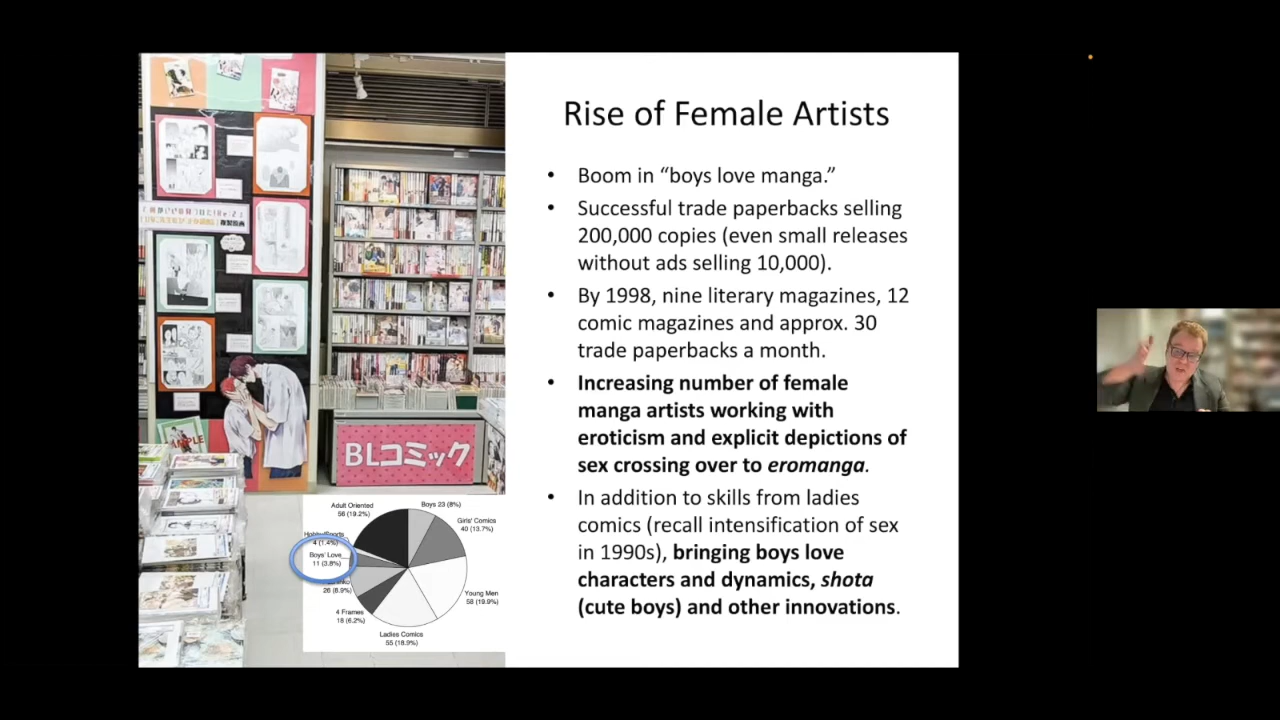 Rise of Female Artists
• Boom in “boys love manga.”
• Successful trade paperbacks selling
200,000 copies (even small releases
without ads selling 10,000).
• By 1998, nine literary magazines, 12
comic magazines and approx. 30
trade paperbacks a month.
• Increasing number of female
manga artists working with
eroticism and explicit depictions of
sex crossing over to eromanga.
• In addition to skills from ladies
comics (recall intensification of sex
in 1990s), bringing boys love
characters and dynamics, shota
(cute boys) and other innovations.
BLコミック
Adult Oriented
56 (19.2%)
Boys 23 (8%)
Girls' Comics
40 (13.7%)
4 (1.4%)
Boys' Love
11 (3.8%)
26 (8.9%)
Young Men
58 (19.9%)
4 Frames
18 (6.2%)
Ladies Comics
55 (18.9%)